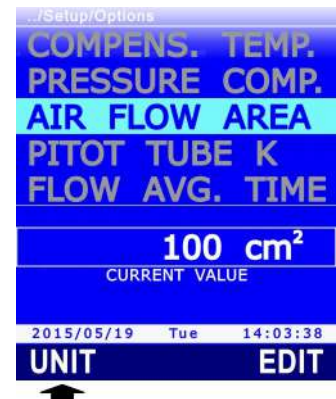 ../Setup/Options
COMPENS. TEMP.
PRESSURE COMP.
AIR FLOW AREA
PITOT TUBE K
FLOW AVG. TIME
100 cm²
CURRENT VALUE
2015/05/19 Tue 14:03:38
UNIT EDIT